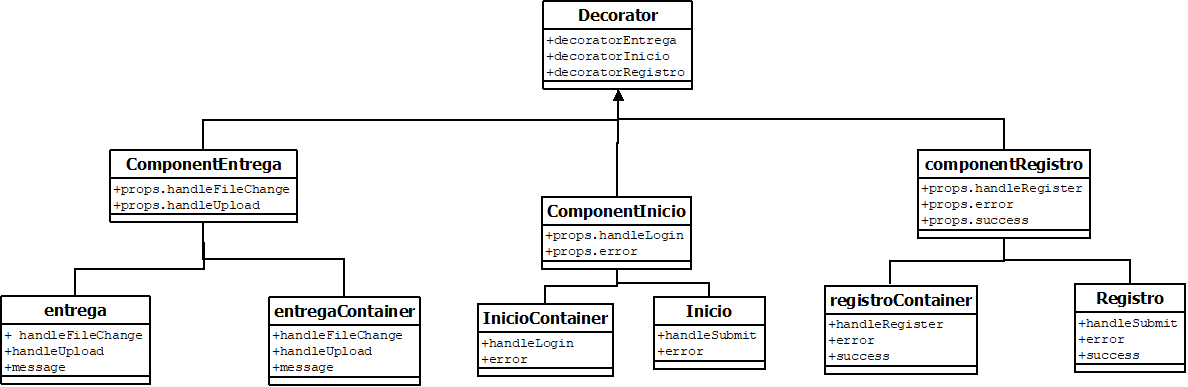 Decorator
+decoratorEntrega
+decoratorInicio
+decoratorRegistro
ComponentEntrega
+props.handleFileChange
+props.handleUpload
ComponentInicio
+props.handleLogin
+props.error
componentRegistro
+props.handleRegister
+props.error
+props.success
entrega
+ handleFileChange
+handleUpload
+message
entregaContainer
+handleFileChange
+handleUpload
+message
InicioContainer
+handleLogin
+error
Inicio
+handleSubmit
+error
registroContainer
+handleRegister
+error
+success
Registro
+handleSubmit
+error
+success